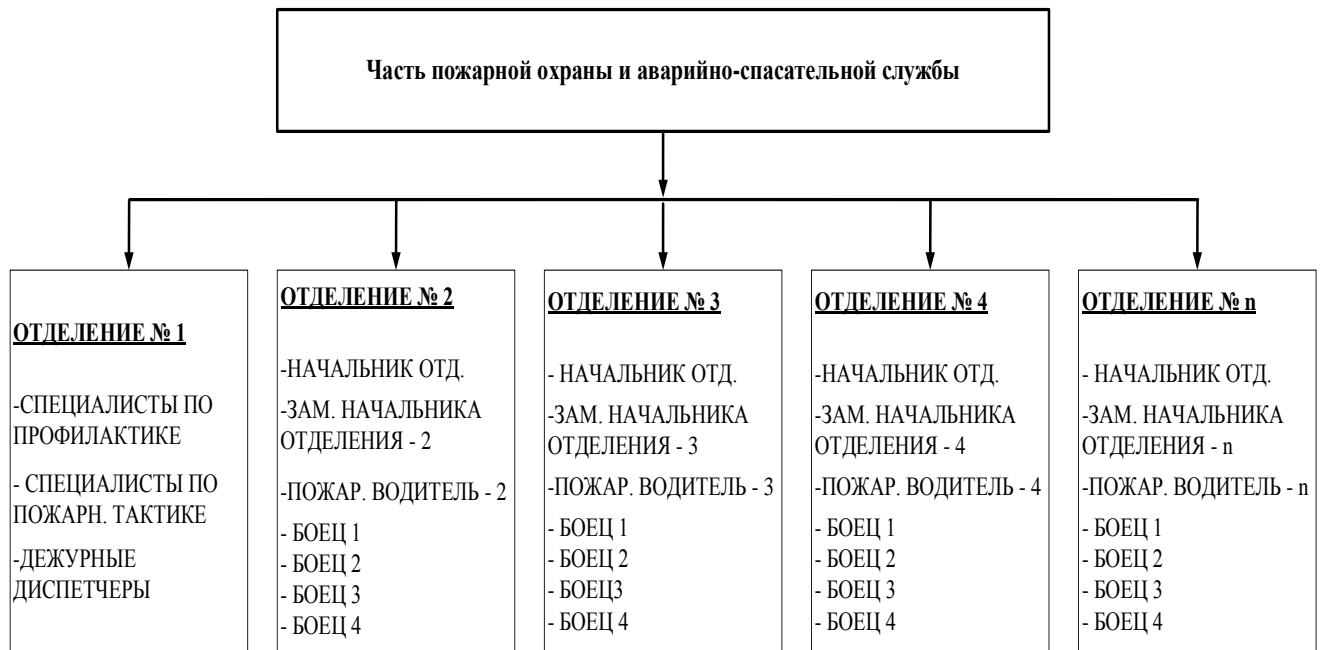 Часть пожарной охраны и аварийно-спасательной службы
ОТДЕЛЕНИЕ № 1
-СПЕЦИАЛИСТЫ ПО
ПРОФИЛАКТИКЕ
- СПЕЦИАЛИСТЫ ПО
ПОЖАРН. ТАКТИКЕ
-ДЕЖУРНЫЕ
ДИСПЕТЧЕРЫ
ОТДЕЛЕНИЕ № 2
-НАЧАЛЬНИК ОТД.
-ЗАМ. НАЧАЛЬНИКА
ОТДЕЛЕНИЯ - 2
-ПОЖАР. ВОДИТЕЛЬ - 2
- БОЕЦ 1
- БОЕЦ 2
- БОЕЦ 3
- БОЕЦ 4
ОТДЕЛЕНИЕ № 3
- НАЧАЛЬНИК ОТД.
-ЗАМ. НАЧАЛЬНИКА
ОТДЕЛЕНИЯ - 3
-ПОЖАР. ВОДИТЕЛЬ - 3
- БОЕЦ 1
- БОЕЦ 2
- БОЕЦ3
- БОЕЦ 4
ОТДЕЛЕНИЕ № 4
- НАЧАЛЬНИК ОТД.
-ЗАМ. НАЧАЛЬНИКА
ОТДЕЛЕНИЯ - 4
-ПОЖАР. ВОДИТЕЛЬ - 4
- БОЕЦ 1
- БОЕЦ 2
- БОЕЦ 3
- БОЕЦ 4
ОТДЕЛЕНИЕ № n
- НАЧАЛЬНИК ОТД.
-ЗАМ. НАЧАЛЬНИКА
ОТДЕЛЕНИЯ - n
-ПОЖАР. ВОДИТЕЛЬ - n
- БОЕЦ 1
- БОЕЦ 2
- БОЕЦ 3
- БОЕЦ 4